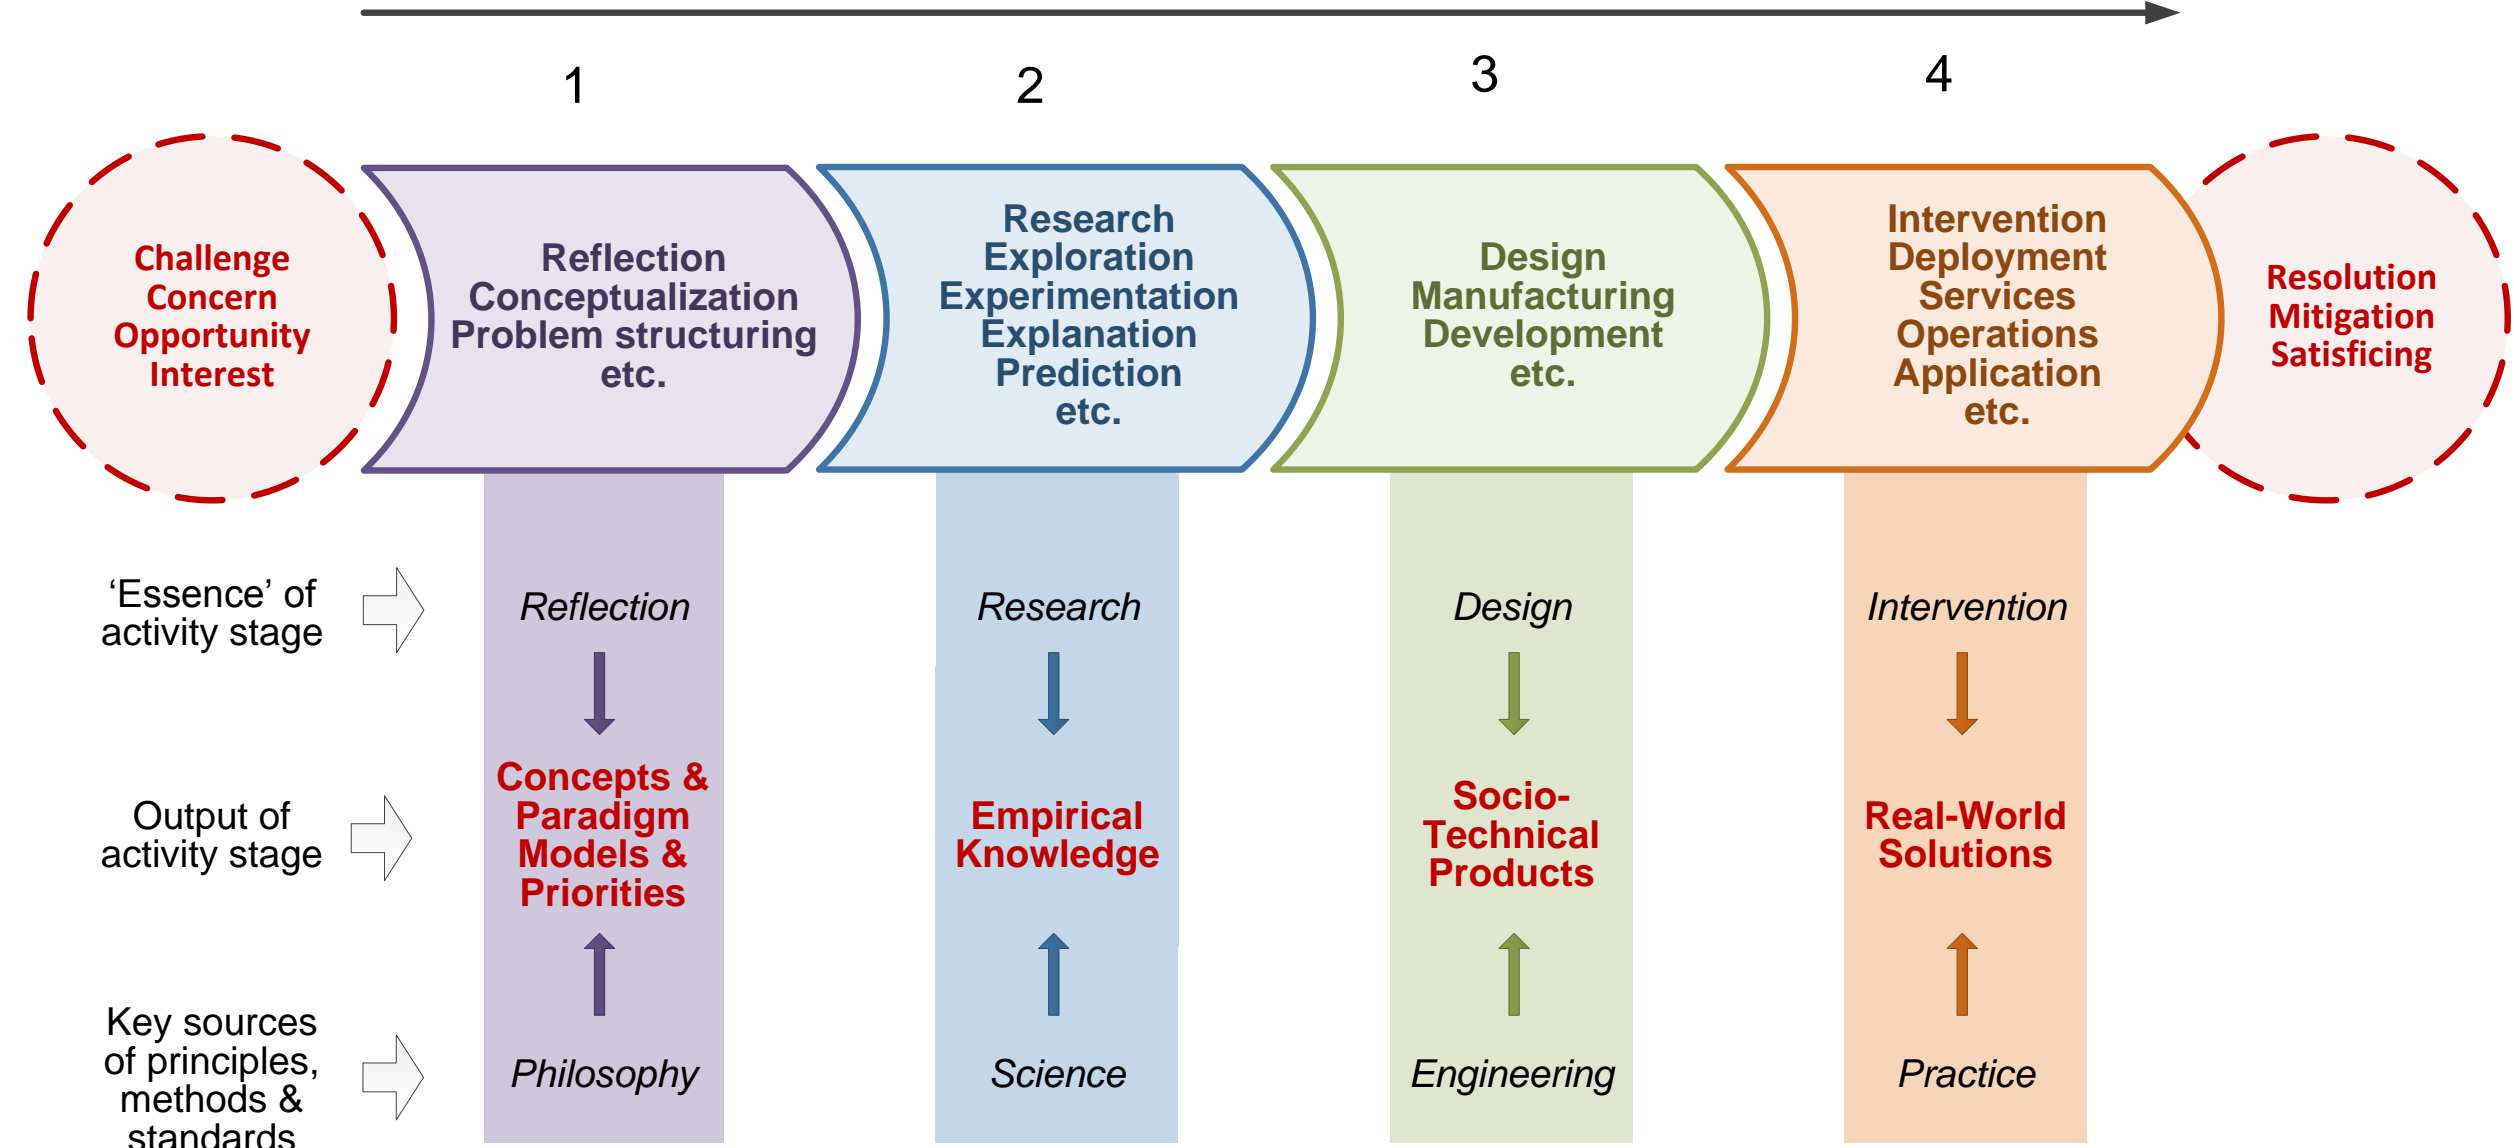 1
2
3
4
Challenge
Concern
Opportunity
Interest
Reflection
Conceptualization
Problem structuring
etc.
Research
Exploration
Experimentation
Explanation
Prediction
etc.
Design
Manufacturing
Development
etc.
Intervention
Deployment
Services
Operations
Application
etc.
Resolution
Mitigation
Satisficing
‘Essence’ of
activity stage
Reflection
Research
Design
Intervention
Output of
activity stage
Concepts &
Paradigm
Models &
Priorities
Empirical
Knowledge
Socio-
Technical
Products
Real-World
Solutions
Key sources
of principles,
methods &
standards
Philosophy
Science
Engineering
Practice